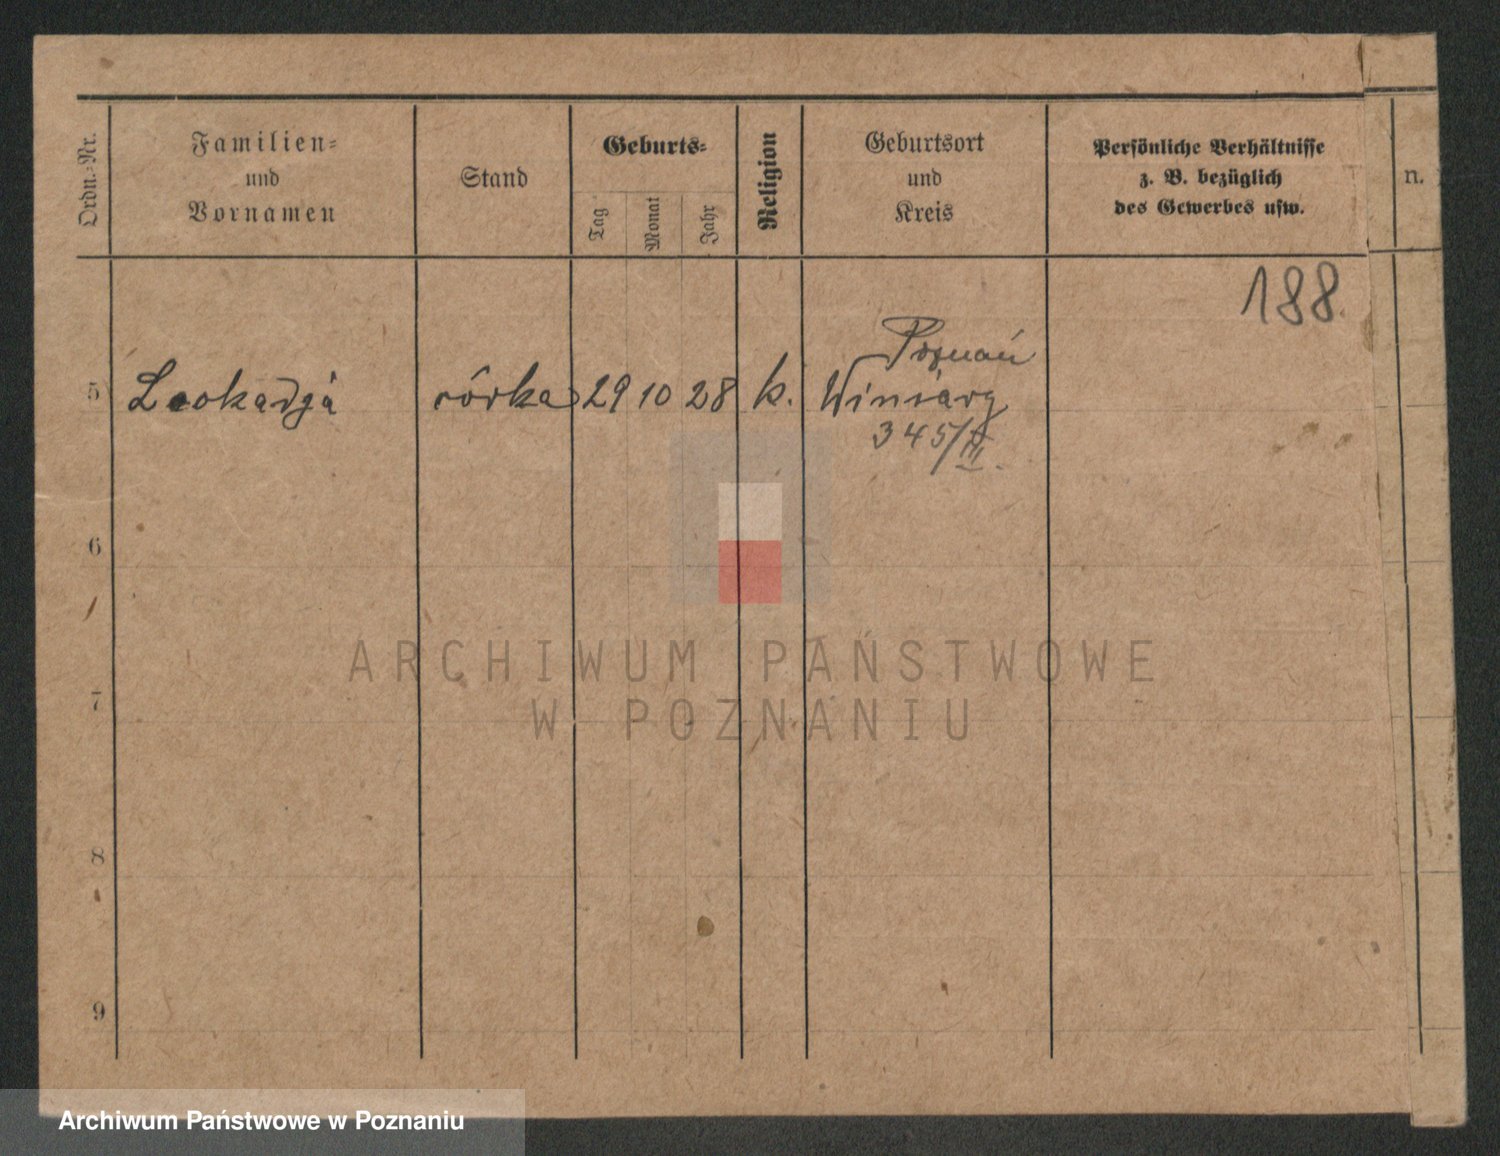 Ordn.-Nr.
Familien-
und
Vornamen
Stand
Geburts-
Tag
Monat
Jahr
Religion
Geburtsort
und
Kreis
Persönliche Verhältnisse
z. B. bezüglich
des Gewerbes usw.
n.
188
Poznań
5 Leokadja córka 29 10 28 k. Winiary
345/III.
6
7
8
9
ARCHIWUM PAŃSTWOWE
W POZNANIU
Archiwum Państwowe w Poznaniu